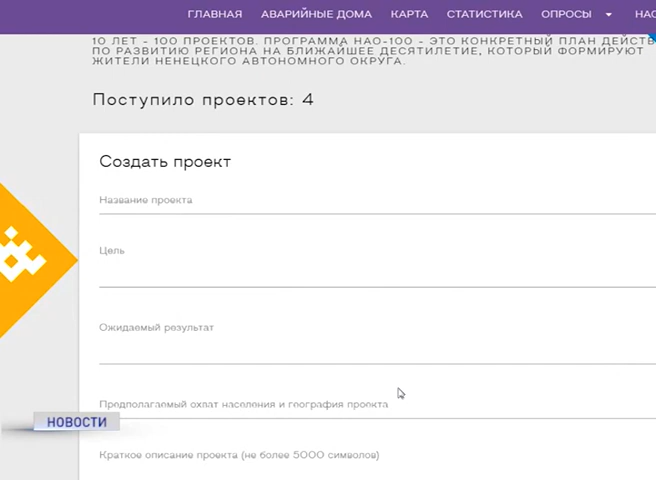 ГЛАВНАЯ АВАРИЙНЫЕ ДОМА КАРТА СТАТИСТИКА ОПРОСЫ НАО
10 ЛЕТ - 100 ПРОЕКТОВ. ПРОГРАММА НАО-100 - ЭТО КОНКРЕТНЫЙ ПЛАН ДЕЙСТВ
ПО РАЗВИТИЮ РЕГИОНА НА БЛИЖАЙШЕЕ ДЕСЯТИЛЕТИЕ, КОТОРЫЙ ФОРМИРУЮТ
ЖИТЕЛИ НЕНЕЦКОГО АВТОНОМНОГО ОКРУГА.
Поступило проектов: 4
Создать проект
Название проекта
Цель
Ожидаемый результат
Предполагаемый охват населения и география проекта
НОВОСТИ
Краткое описание проекта (не более 5000 символов)